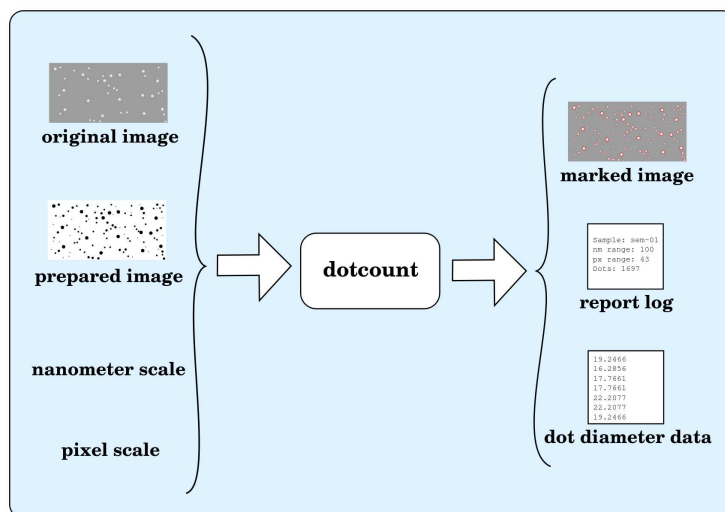 original image
prepared image
nanometer scale
pixel scale
dotcount
marked image
Sample: sem-01
nm range: 100
px range: 43
Dots: 1697
report log
19.2466
16.2856
17.7661
17.7661
22.2077
22.2077
19.2466
dot diameter data